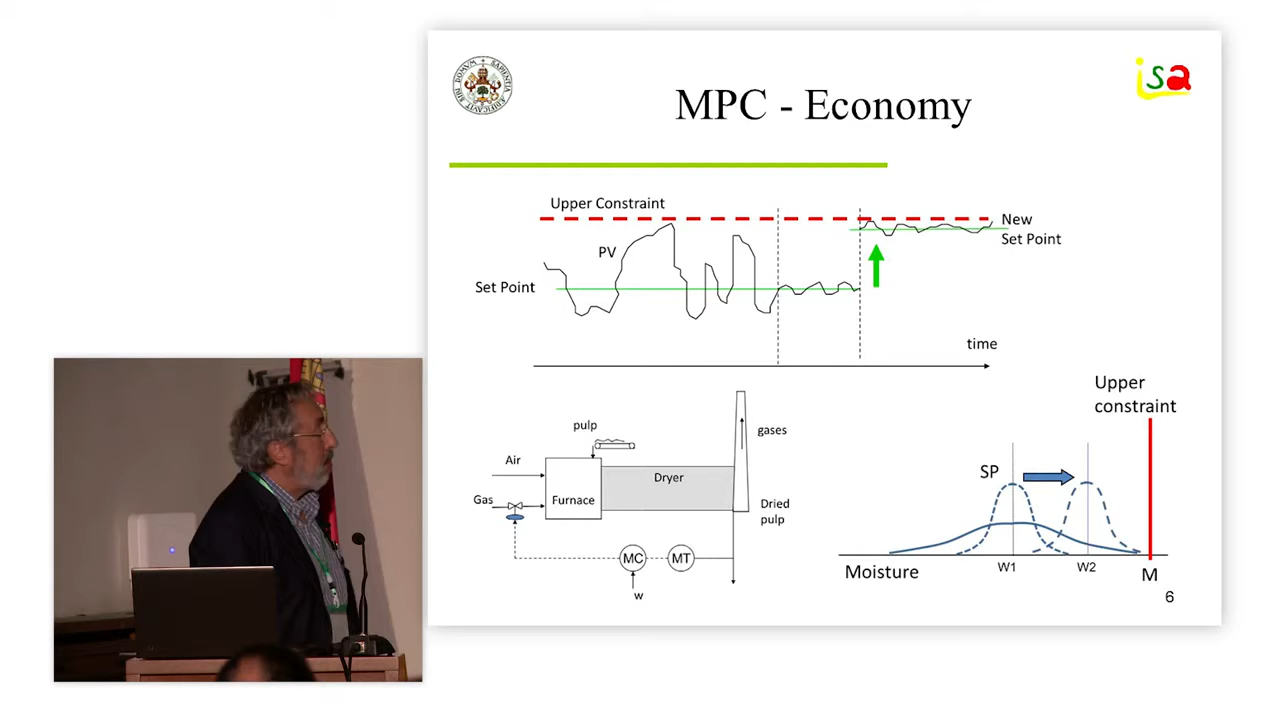 isa
MPC - Economy
Upper Constraint
New
Set Point
PV
Set Point
time
Upper
constraint
pulp
gases
Air
Dryer
SP
Gas
Furnace
Dried
pulp
MC
MT
W1
W2
Moisture
M
w
6